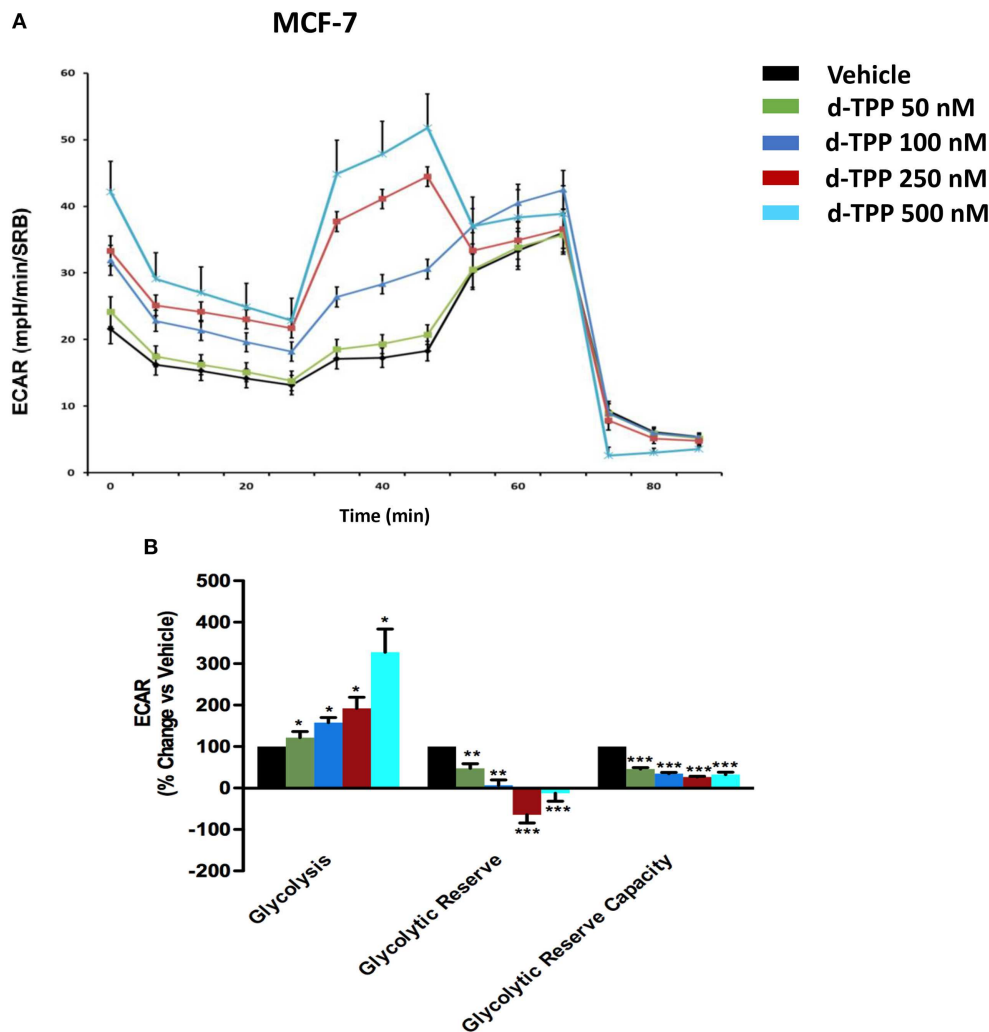 A
MCF-7
Vehicle
d-TPP 50 nM
d-TPP 100 nM
d-TPP 250 nM
d-TPP 500 nM
ECAR (mpH/min/SRB)
60
50
40
30
20
10
0
0 20 40 60 80
Time (min)
B
ECAR
(% Change vs Vehicle)
500
400
300
200
100
0
-100
-200
* * * *
** ** *** ***
*** *** *** ***
Glycolysis
Glycolytic Reserve
Glycolytic Reserve Capacity